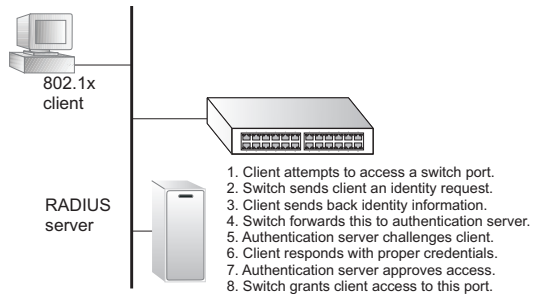 802.1x
client
RADIUS
server
1. Client attempts to access a switch port.
2. Switch sends client an identity request.
3. Client sends back identity information.
4. Switch forwards this to authentication server.
5. Authentication server challenges client.
6. Client responds with proper credentials.
7. Authentication server approves access.
8. Switch grants client access to this port.